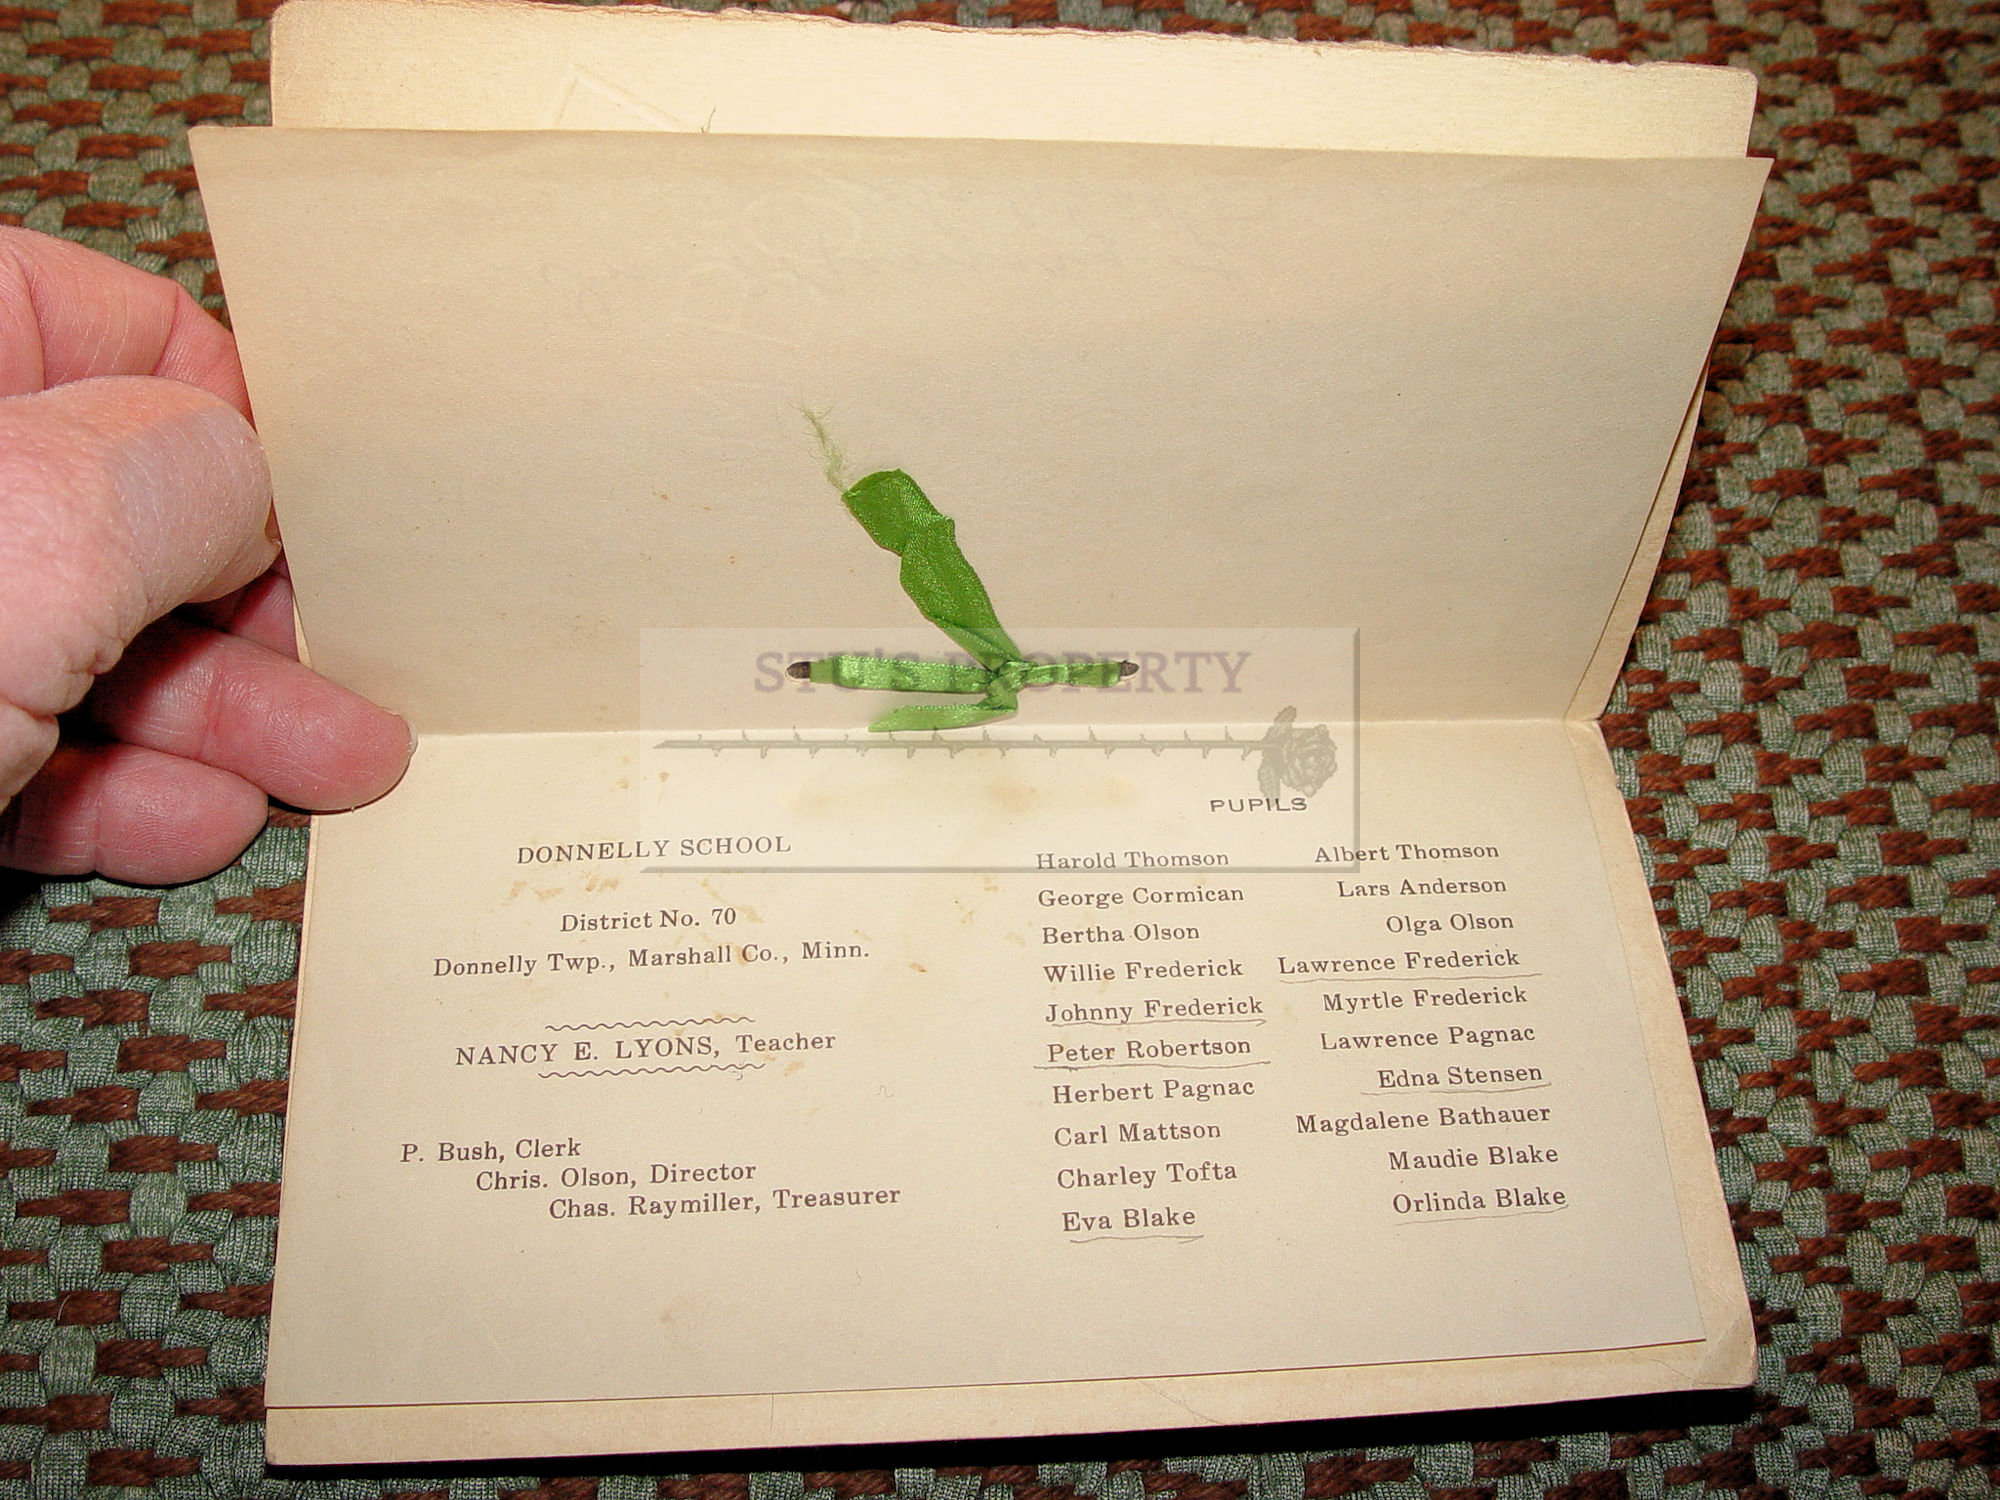 STU'S PROPERTY
DONNELLY SCHOOL
District No. 70
Donnelly Twp., Marshall Co., Minn.
NANCY E. LYONS, Teacher
P. Bush, Clerk
Chris. Olson, Director
Chas. Raymiller, Treasurer
PUPILS
Harold Thomson
George Cormican
Bertha Olson
Willie Frederick
Johnny Frederick
Peter Robertson
Herbert Pagnac
Carl Mattson
Charley Tofta
Eva Blake
Albert Thomson
Lars Anderson
Olga Olson
Lawrence Frederick
Myrtle Frederick
Lawrence Pagnac
Edna Stensen
Magdalene Bathauer
Maudie Blake
Orlinda Blake